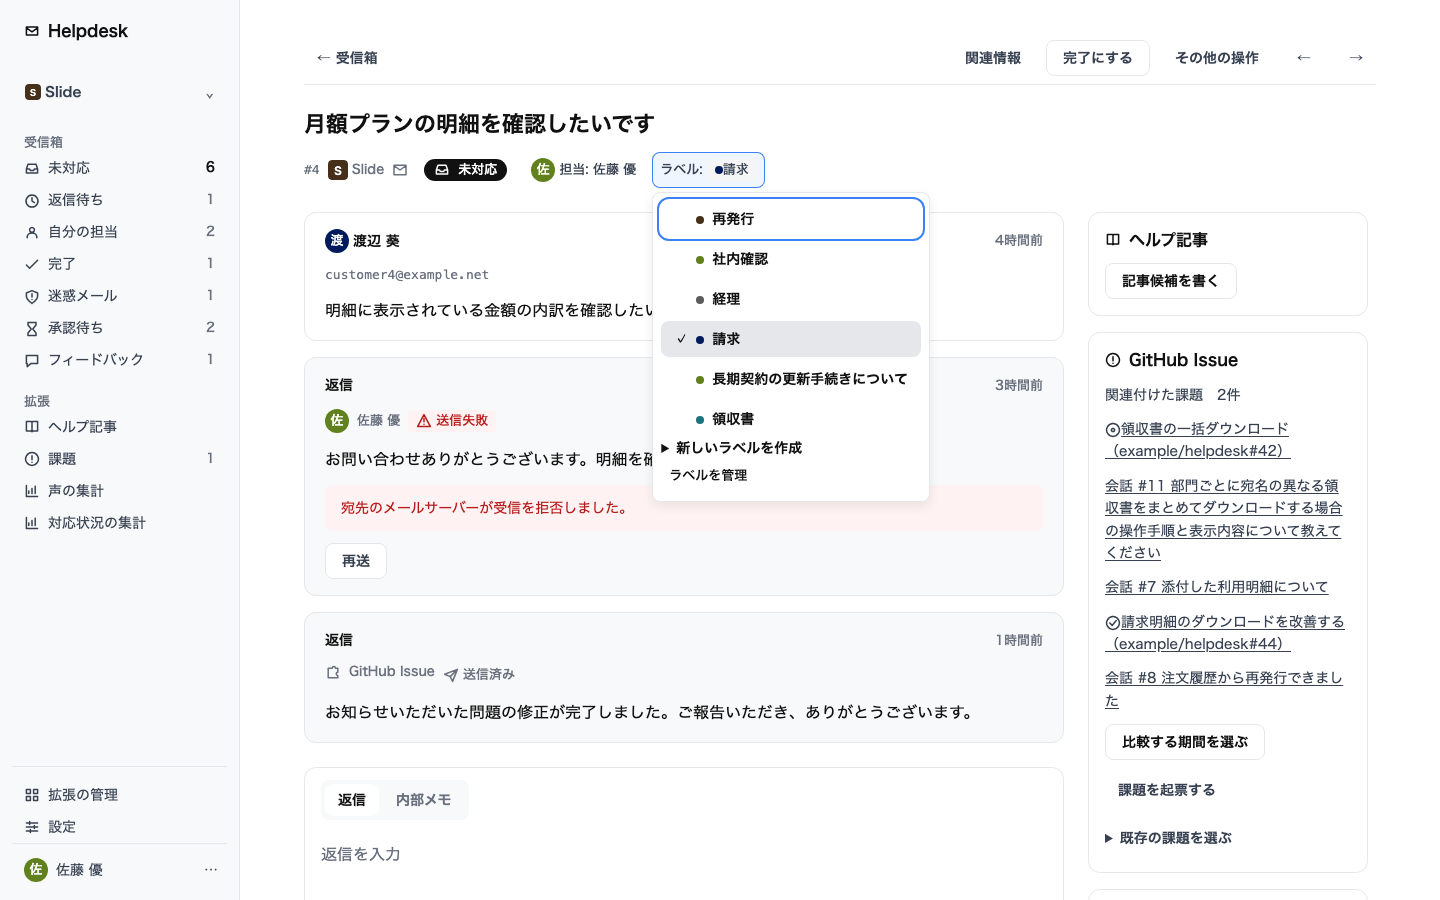 Helpdesk
S Slide
受信箱
未対応 6
返信待ち 1
自分の担当 2
完了 1
迷惑メール 1
承認待ち 2
フィードバック 1
拡張
ヘルプ記事
課題 1
声の集計
対応状況の集計
拡張の管理
設定
佐 佐藤 優 …
← 受信箱
関連情報 完了にする その他の操作 ← →
月額プランの明細を確認したいです
#4 S Slide 未対応 佐 担当: 佐藤 優 ラベル: 請求
再発行
社内確認
経理
✓ 請求
長期契約の更新手続きについて
領収書
▶ 新しいラベルを作成
ラベルを管理
渡 渡辺 葵 4時間前
customer4@example.net
明細に表示されている金額の内訳を確認したい
返信 3時間前
佐 佐藤 優 送信失敗
お問い合わせありがとうございます。明細を確
宛先のメールサーバーが受信を拒否しました。
再送
返信 1時間前
GitHub Issue 送信済み
お知らせいただいた問題の修正が完了しました。ご報告いただき、ありがとうございます。
返信 内部メモ
返信を入力
ヘルプ記事
記事候補を書く
GitHub Issue
関連付けた課題 2件
領収書の一括ダウンロード
（example/helpdesk#42）
会話 #11 部門ごとに宛名の異なる領
収書をまとめてダウンロードする場合
の操作手順と表示内容について教えて
ください
会話 #7 添付した利用明細について
請求明細のダウンロードを改善する
（example/helpdesk#44）
会話 #8 注文履歴から再発行できまし
た
比較する期間を選ぶ
課題を起票する
▶ 既存の課題を選ぶ